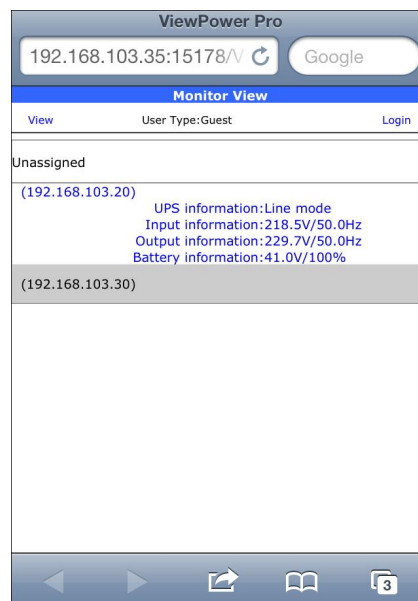 ViewPower Pro
192.168.103.35:15178/V Google
Monitor View
View User Type:Guest Login
Unassigned
(192.168.103.20)
UPS information:Line mode
Input information:218.5V/50.0Hz
Output information:229.7V/50.0Hz
Battery information:41.0V/100%
(192.168.103.30)
3